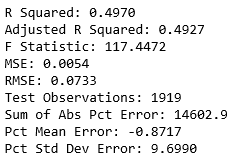 R Squared: 0.4970
Adjusted R Squared: 0.4927
F Statistic: 117.4472
MSE: 0.0054
RMSE: 0.0733
Test Observations: 1919
Sum of Abs Pct Error: 14602.9
Pct Mean Error: -0.8717
Pct Std Dev Error: 9.6990